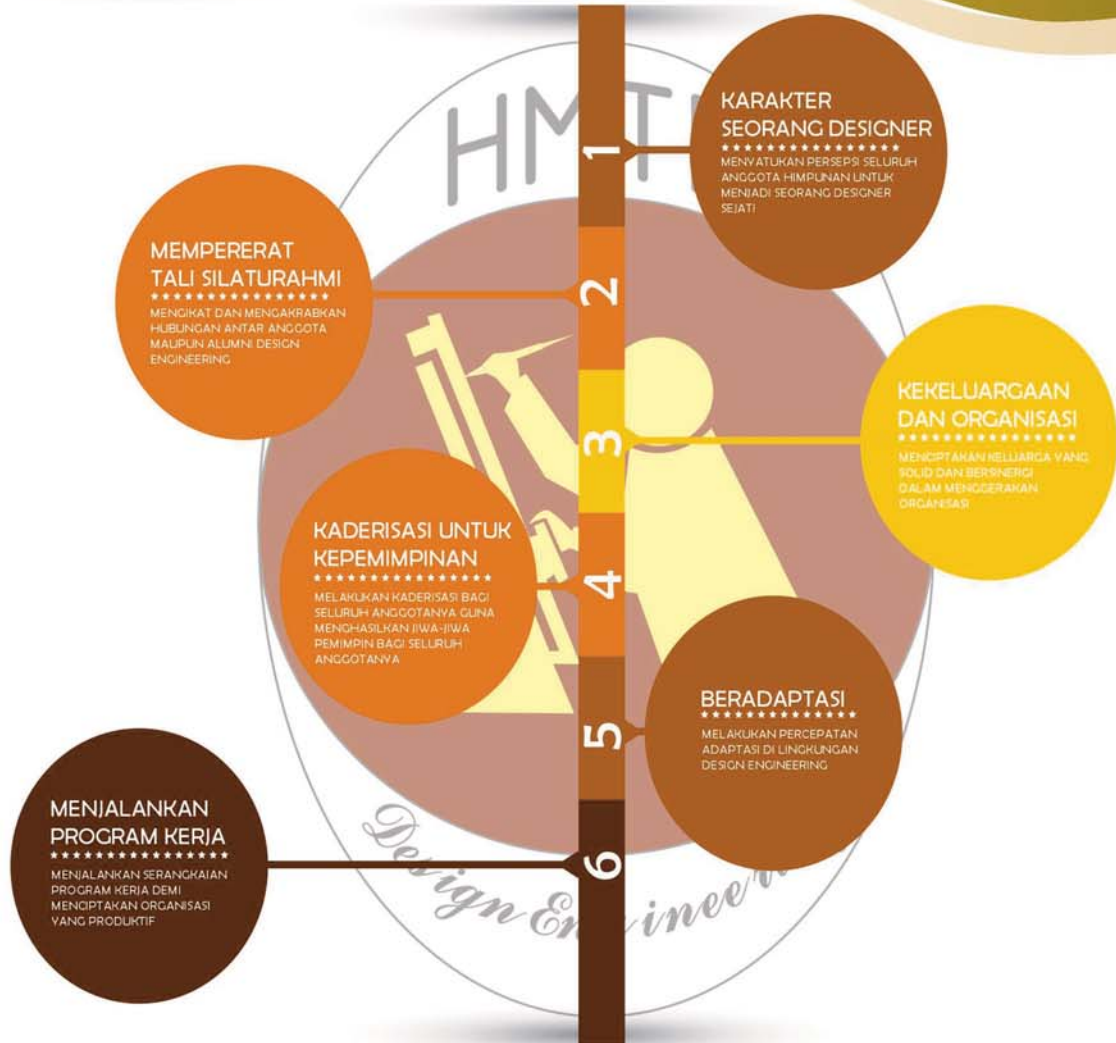 HMT
1
KARAKTER
SEORANG DESIGNER
MENYATUKAN PERSEPSI SELURUH
ANGGOTA HIMPUNAN UNTUK
MENJADI SEORANG DESIGNER
SEJATI
2
MEMPERERAT
TALI SILATURAHMI
MENGIKAT DAN MENGAKRABKAN
HUBUNGAN ANTAR ANGGOTA
MAUPUN ALUMNI DESIGN
ENGINEERING
3
KEKELUARGAAN
DAN ORGANISASI
MENCIPTAKAN KELUARGA YANG
SOLID DAN BERSINERGI
DALAM MENGGERAKAN
ORGANISASI
4
KADERISASI UNTUK
KEPEMIMPINAN
MELAKUKAN KADERISASI BAGI
SELURUH ANGGOTANYA GUNA
MENGHASILKAN JIWA-JIWA
PEMIMPIN BAGI SELURUH
ANGGOTANYA
5
BERADAPTASI
MELAKUKAN PERCEPATAN
ADAPTASI DI LINGKUNGAN
DESIGN ENGINEERING
6
MENJALANKAN
PROGRAM KERJA
MENJALANKAN SERANGKAIAN
PROGRAM KERJA DEMI
MENCIPTAKAN ORGANISASI
YANG PRODUKTIF
Design